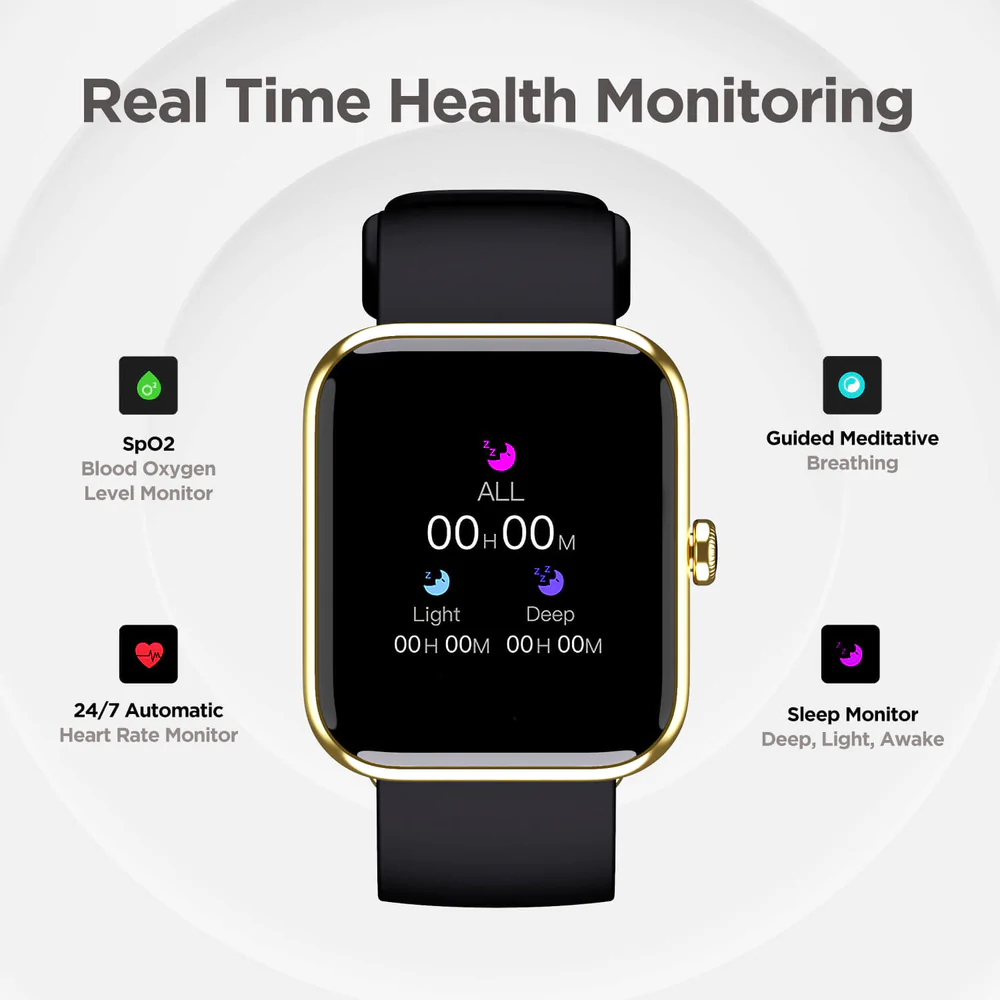 Real Time Health Monitoring
SpO2
Blood Oxygen
Level Monitor
24/7 Automatic
Heart Rate Monitor
ALL
00H00M
Light
Deep
00H 00M
00H 00M
Guided Meditative
Breathing
Sleep Monitor
Deep, Light, Awake